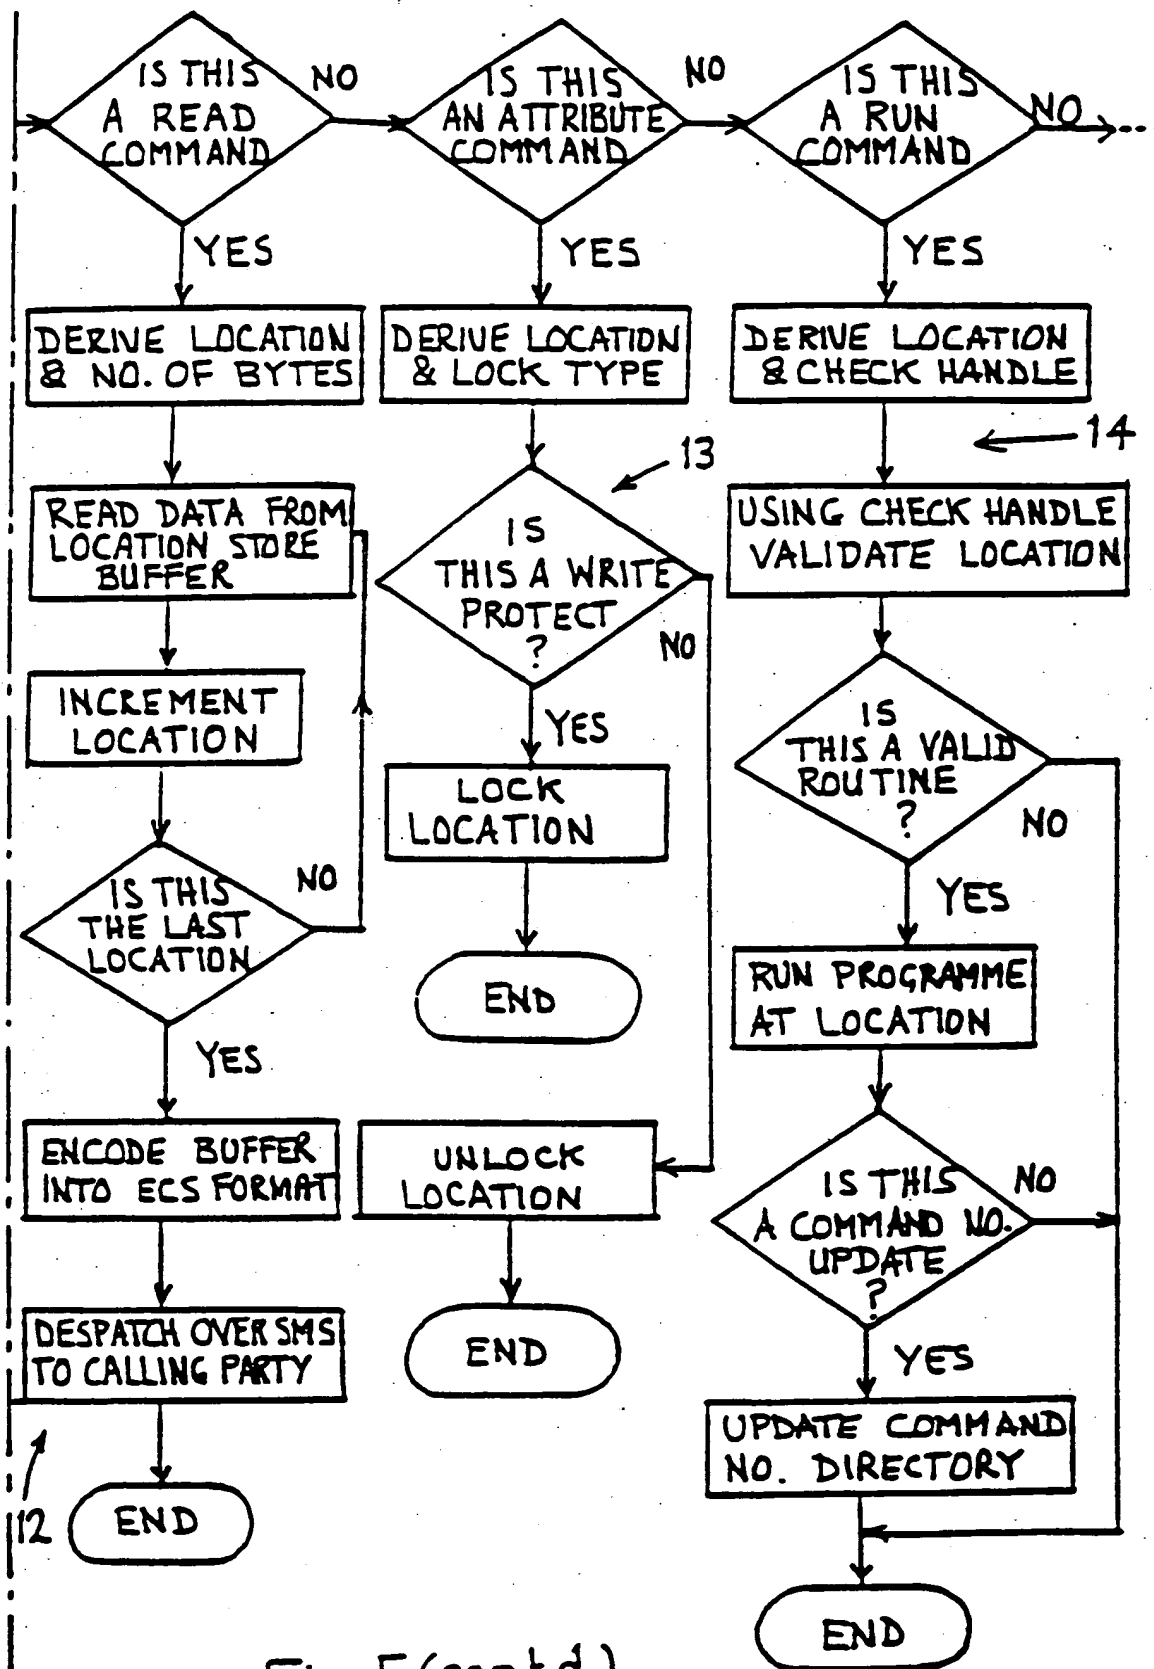 IS THIS
A READ
COMMAND
NO
IS THIS
AN ATTRIBUTE
COMMAND
NO
IS THIS
A RUN
COMMAND
NO
YES
YES
YES
DERIVE LOCATION
& NO. OF BYTES
DERIVE LOCATION
& LOCK TYPE
DERIVE LOCATION
& CHECK HANDLE
13
14
READ DATA FROM
LOCATION STORE
BUFFER
IS
THIS A WRITE
PROTECT
?
NO
USING CHECK HANDLE
VALIDATE LOCATION
INCREMENT
LOCATION
YES
IS
THIS A VALID
ROUTINE
?
NO
LOCK
LOCATION
IS THIS
THE LAST
LOCATION
NO
YES
END
RUN PROGRAMME
AT LOCATION
YES
ENCODE BUFFER
INTO ECS FORMAT
UNLOCK
LOCATION
IS THIS
A COMMAND NO.
UPDATE
?
NO
DESPATCH OVER SMS
TO CALLING PARTY
END
YES
UPDATE COMMAND
NO. DIRECTORY
12
END
END
Fig. 5 (contd.)